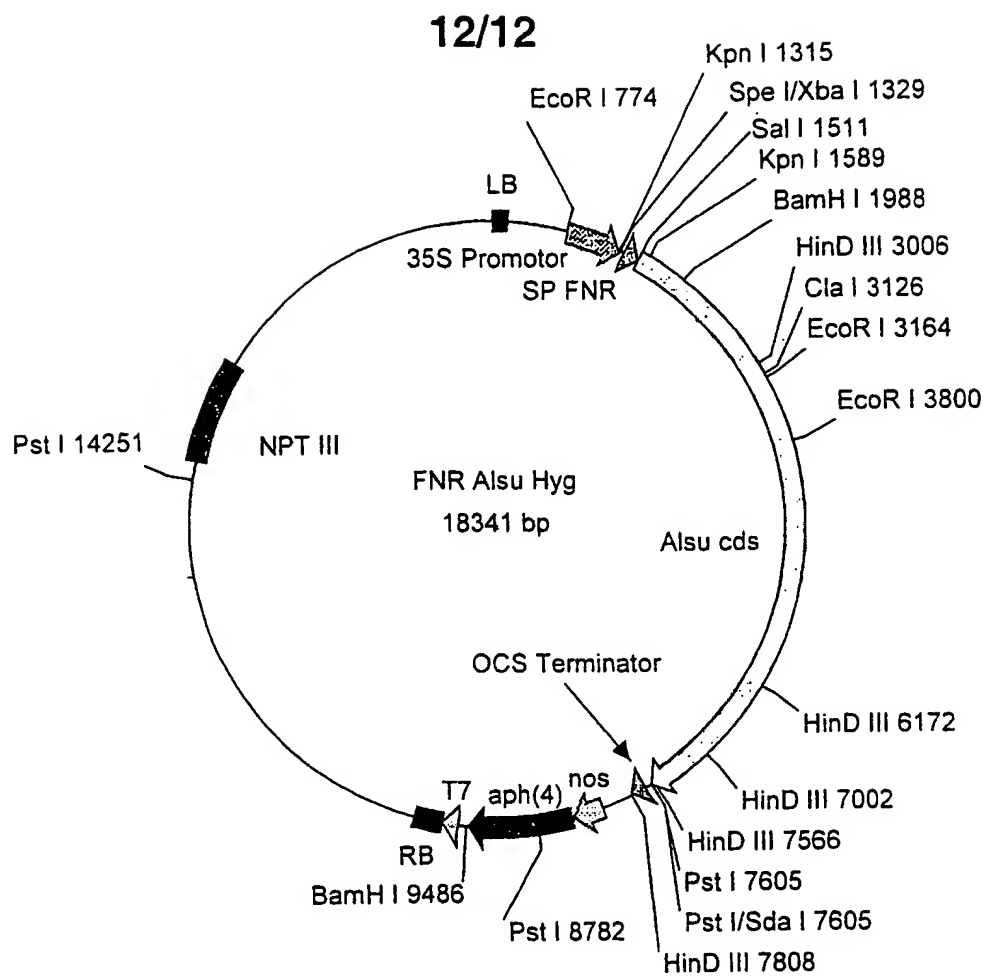 12/12
Kpn I 1315
EcoR I 774
Spe I/Xba I 1329
Sal I 1511
Kpn I 1589
LB
BamH I 1988
35S Promotor
HinD III 3006
SP FNR
Cla I 3126
EcoR I 3164
EcoR I 3800
Pst I 14251
NPT III
FNR Alsu Hyg
18341 bp
Alsu cds
OCS Terminator
HinD III 6172
T7
aph(4)
nos
HinD III 7002
HinD III 7566
RB
Pst I 7605
BamH I 9486
Pst I/Sda I 7605
Pst I 8782
HinD III 7808